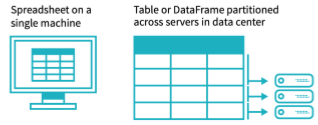 Spreadsheet on a
single machine
Table or DataFrame partitioned
across servers in data center